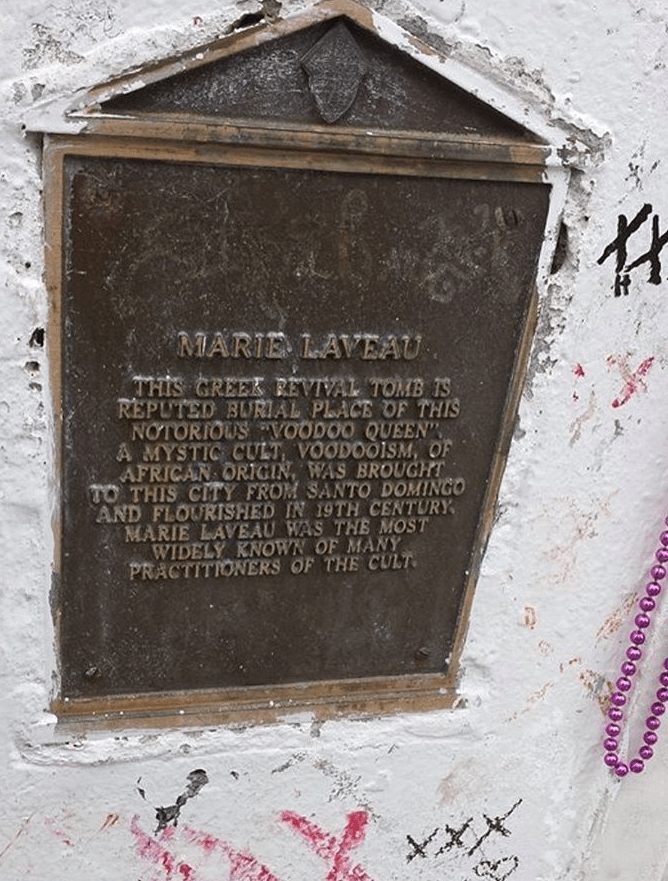 MARIE LAVEAU
THIS GREEK REVIVAL TOMB IS
REPUTED BURIAL PLACE OF THIS
NOTORIOUS "VOODOO QUEEN".
A MYSTIC CULT, VOODOOISM, OF
AFRICAN ORIGIN, WAS BROUGHT
TO THIS CITY FROM SANTO DOMINGO
AND FLOURISHED IN 19TH CENTURY.
MARIE LAVEAU WAS THE MOST
WIDELY KNOWN OF MANY
PRACTITIONERS OF THE CULT.
XX
H
X
X
XXX